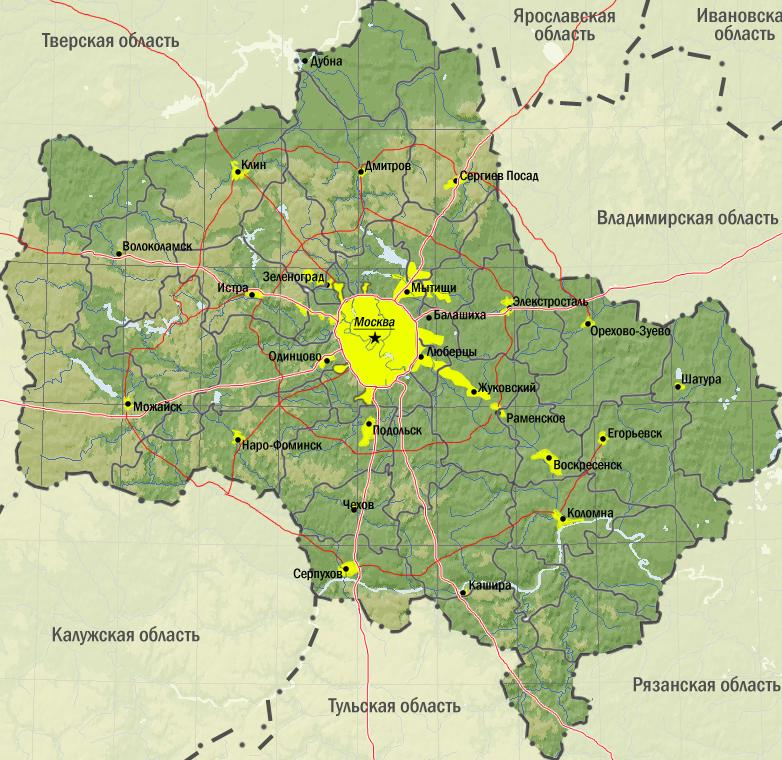 Ярославская
область
Ивановска
область
Тверская область
Дубна
Клин
Дмитров
Сергиев Посад
Владимирская область
Волоколамск
Зеленоград
Истра
Мытищи
Элекстросталь
Балашиха
Москва
Орехово-Зуево
Одинцово
Люберцы
Шатура
Жуковский
Можайск
Раменское
Подольск
Егорьевск
Наро-Фоминск
Воскресенск
Чехов
Коломна
Серпухов
Кашира
Калужская область
Рязанская область
Тульская область